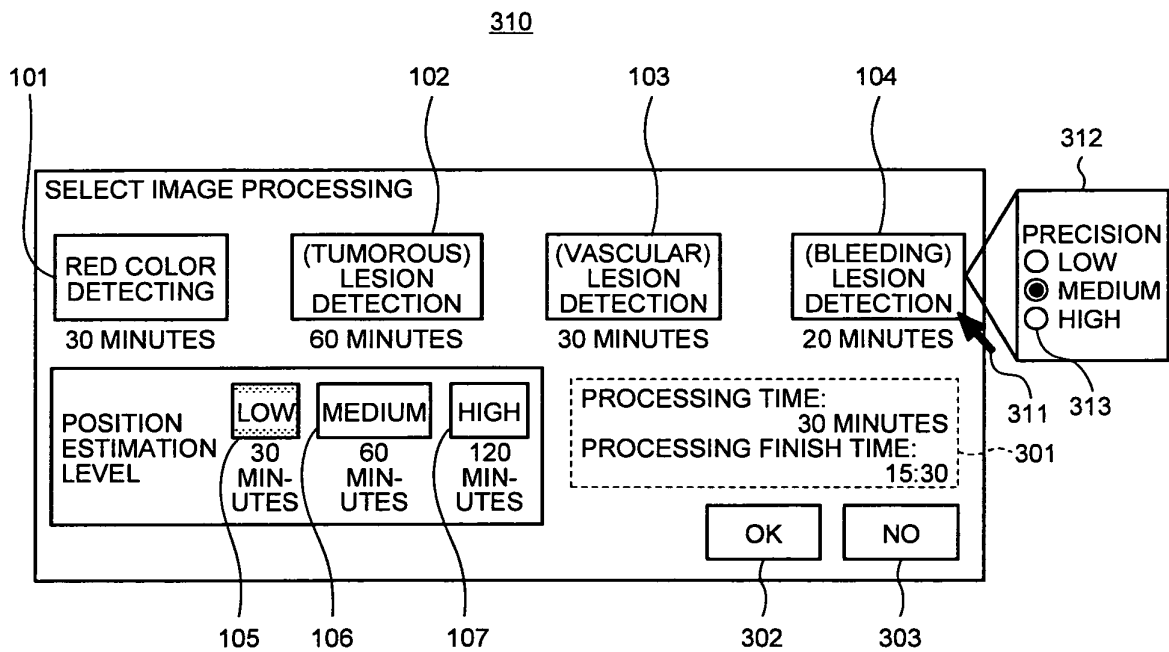 310
101
102
103
104
312
SELECT IMAGE PROCESSING
RED COLOR
DETECTING
30 MINUTES
(TUMOROUS)
LESION
DETECTION
60 MINUTES
(VASCULAR)
LESION
DETECTION
30 MINUTES
(BLEEDING)
LESION
DETECTION
20 MINUTES
PRECISION
LOW
MEDIUM
HIGH
311
313
POSITION
ESTIMATION
LEVEL
LOW
30
MIN-
UTES
MEDIUM
60
MIN-
UTES
HIGH
120
MIN-
UTES
PROCESSING TIME:
30 MINUTES
PROCESSING FINISH TIME:
15:30
301
OK
NO
105
106
107
302
303